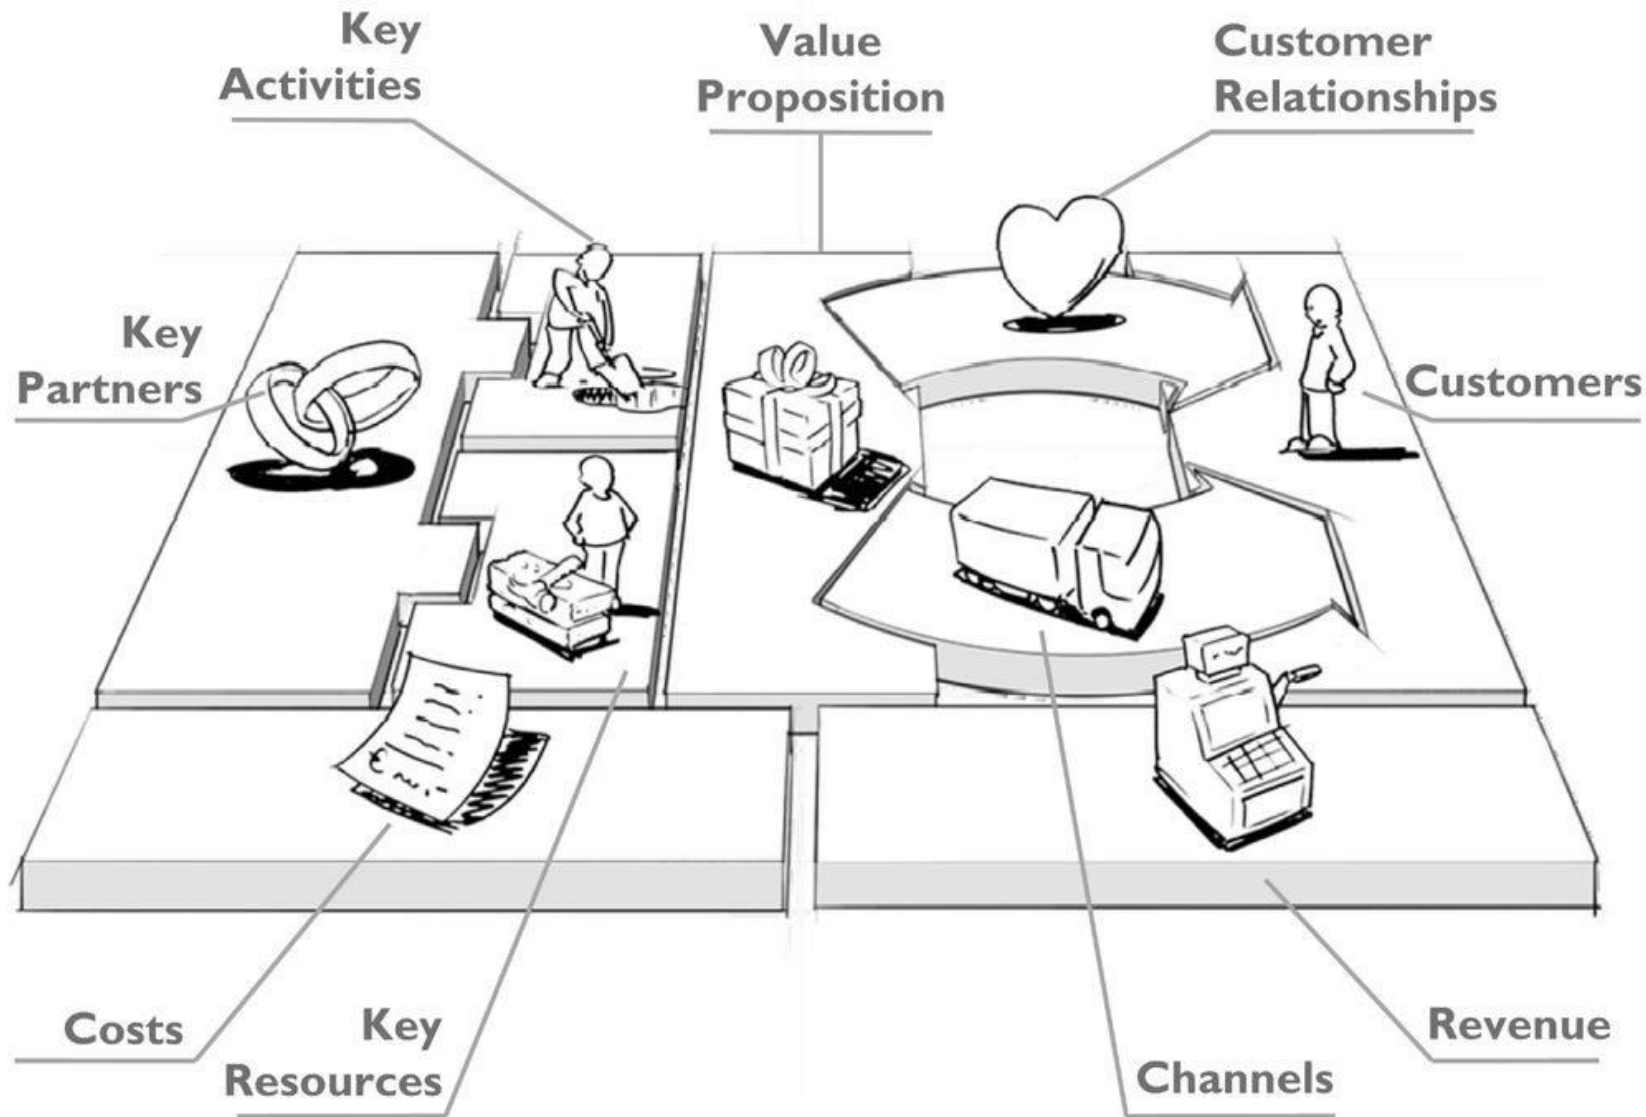 Key
Activities
Value
Proposition
Customer
Relationships
Key
Partners
Customers
€
Costs
Key
Resources
Channels
Revenue